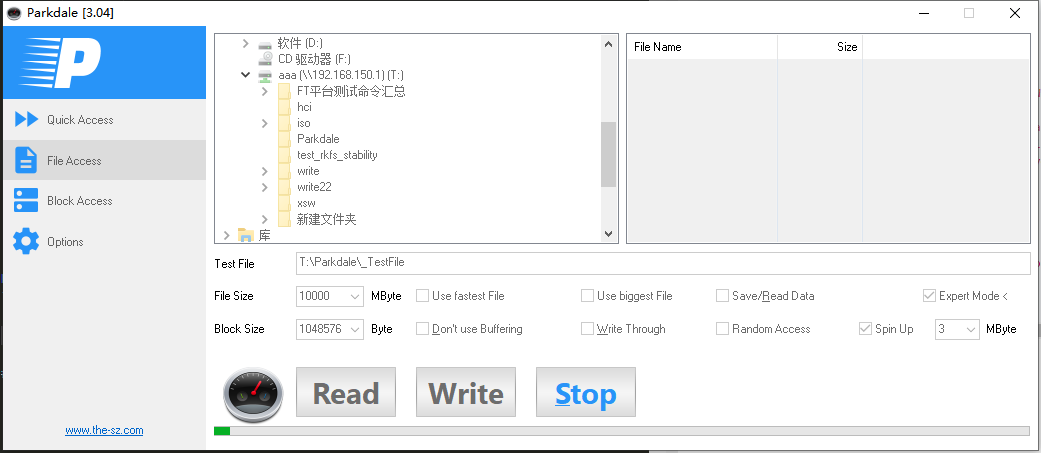 Parkdale [3.04]
Quick Access
File Access
Block Access
Options
www.the-sz.com
软件 (D:)
CD 驱动器 (F:)
aaa (\\192.168.150.1) (T:)
FT平台测试命令汇总
hci
iso
Parkdale
test_rkfs_stability
write
write22
xsw
新建文件夹
库
File Name Size
Test File T:\Parkdale\_TestFile
File Size 10000 MByte Use fastest File Use biggest File Save/Read Data Expert Mode <
Block Size 1048576 Byte Don't use Buffering Write Through Random Access Spin Up 3 MByte
Read Write Stop